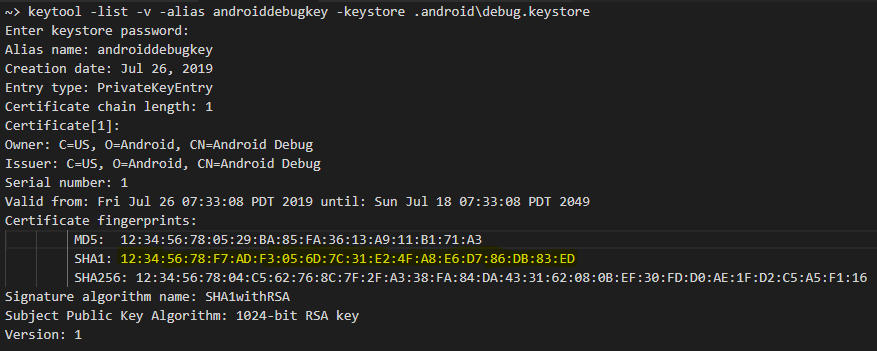 ~> keytool -list -v -alias androiddebugkey -keystore .android\debug.keystore
Enter keystore password:
Alias name: androiddebugkey
Creation date: Jul 26, 2019
Entry type: PrivateKeyEntry
Certificate chain length: 1
Certificate[1]:
Owner: C=US, O=Android, CN=Android Debug
Issuer: C=US, O=Android, CN=Android Debug
Serial number: 1
Valid from: Fri Jul 26 07:33:08 PDT 2019 until: Sun Jul 18 07:33:08 PDT 2049
Certificate fingerprints:
MD5:  12:34:56:78:05:29:BA:85:FA:36:13:A9:11:B1:71:A3
SHA1: 12:34:56:78:F7:AD:F3:05:6D:7C:31:E2:4F:A8:E6:D7:86:DB:83:ED
SHA256: 12:34:56:78:04:C5:62:76:8C:7F:2F:A3:38:FA:84:DA:43:31:62:08:0B:EF:30:FD:D0:AE:1F:D2:C5:A5:F1:16
Signature algorithm name: SHA1withRSA
Subject Public Key Algorithm: 1024-bit RSA key
Version: 1